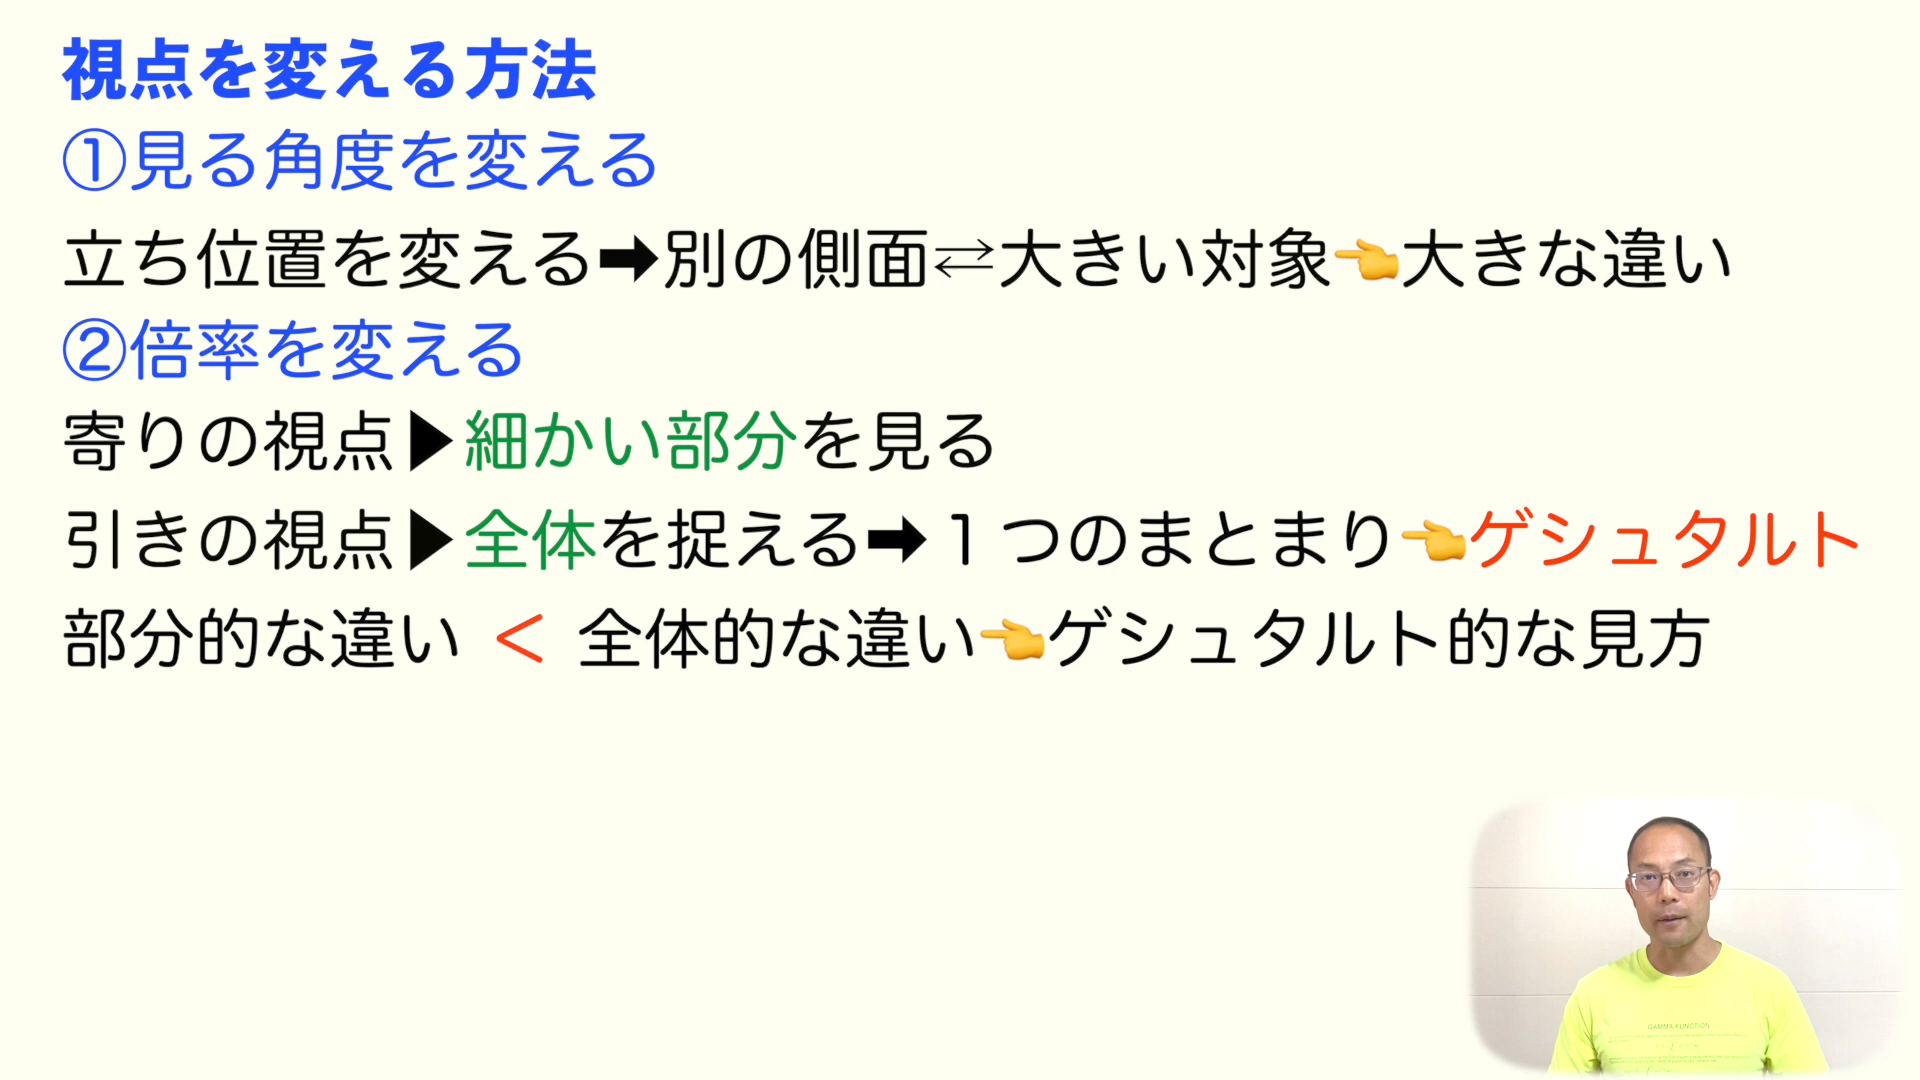 視点を変える方法
①見る角度を変える
立ち位置を変える➡別の側面⇄大きい対象👈大きな違い
②倍率を変える
寄りの視点▶細かい部分を見る
引きの視点▶全体を捉える➡１つのまとまり👈ゲシュタルト
部分的な違い < 全体的な違い👈ゲシュタルト的な見方
GAMMA FUNCTION